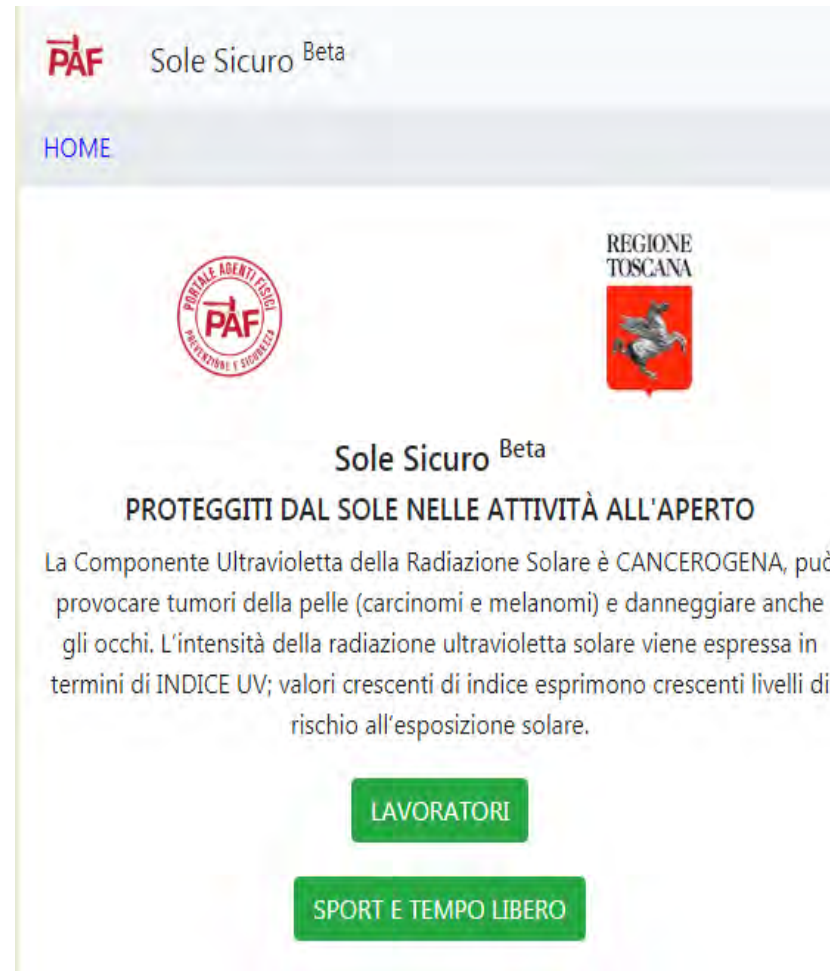 PAF Sole Sicuro Beta
HOME
PORTALE AGENTI FISICI
PAF
PREVENZIONE E SICUREZZA
REGIONE
TOSCANA
Sole Sicuro Beta
PROTEGGITI DAL SOLE NELLE ATTIVITÀ ALL'APERTO
La Componente Ultravioletta della Radiazione Solare è CANCEROGENA, può
provocare tumori della pelle (carcinomi e melanomi) e danneggiare anche
gli occhi. L'intensità della radiazione ultravioletta solare viene espressa in
termini di INDICE UV; valori crescenti di indice esprimono crescenti livelli di
rischio all'esposizione solare.
LAVORATORI
SPORT E TEMPO LIBERO